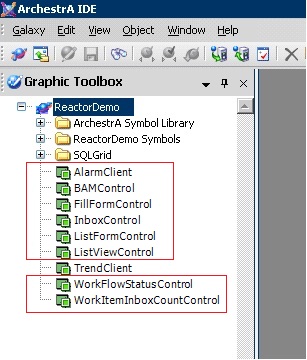 ArchestrA IDE
Galaxy Edit View Object Window Help
Graphic Toolbox
ReactorDemo
ArchestrA Symbol Library
ReactorDemo Symbols
SQLGrid
AlarmClient
BAMControl
FillFormControl
InboxControl
ListFormControl
ListViewControl
TrendClient
WorkFlowStatusControl
WorkItemInboxCountControl